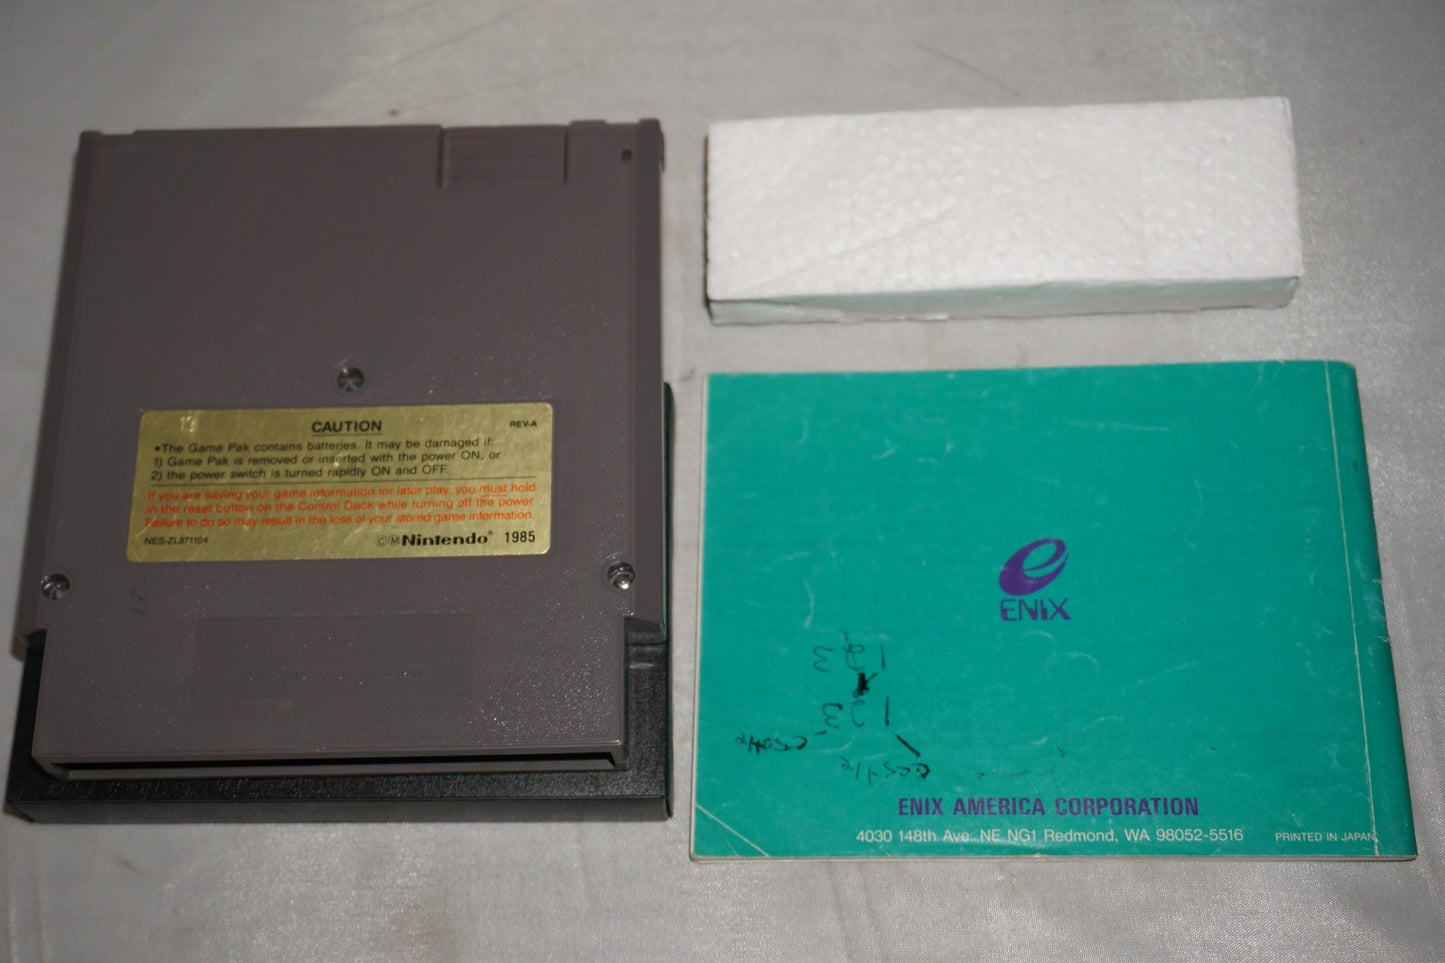 19
CAUTION
REV-A
•The Game Pak contains batteries. It may be damaged if:
1) Game Pak is removed or inserted with the power ON, or
2) the power switch is turned rapidly ON and OFF.
If you are saving your game information for later play, you must hold
in the reset button on the Control Deck while turning off the power.
Failure to do so may result in the loss of your stored game information.
NES-ZL871104
©Ⓜ Nintendo® 1985
ENIX
castle
ENIX AMERICA CORPORATION
4030 148th Ave. NE NG1 Redmond, WA 98052-5516
PRINTED IN JAPAN